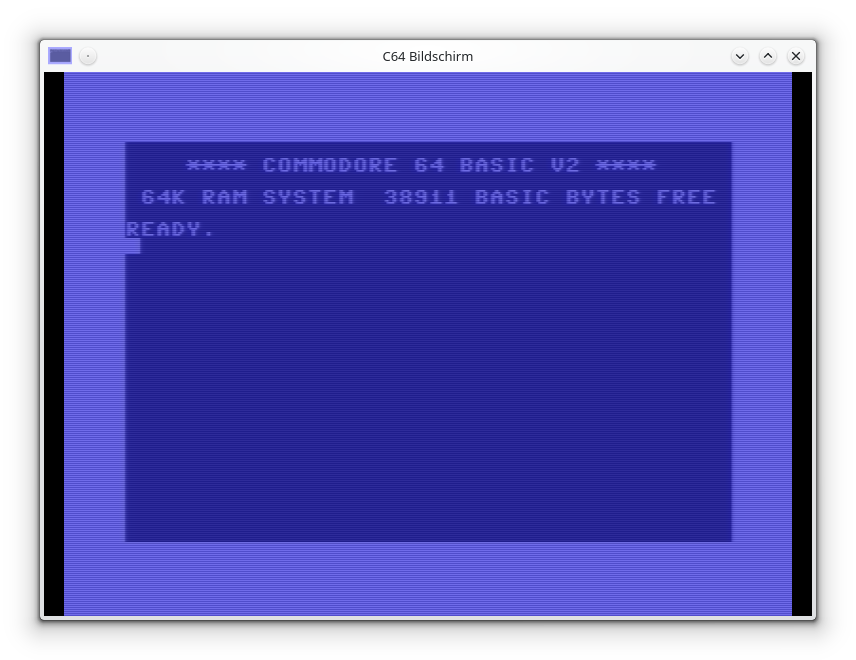 C64 Bildschirm
**** COMMODORE 64 BASIC V2 ****
64K RAM SYSTEM  38911 BASIC BYTES FREE
READY.